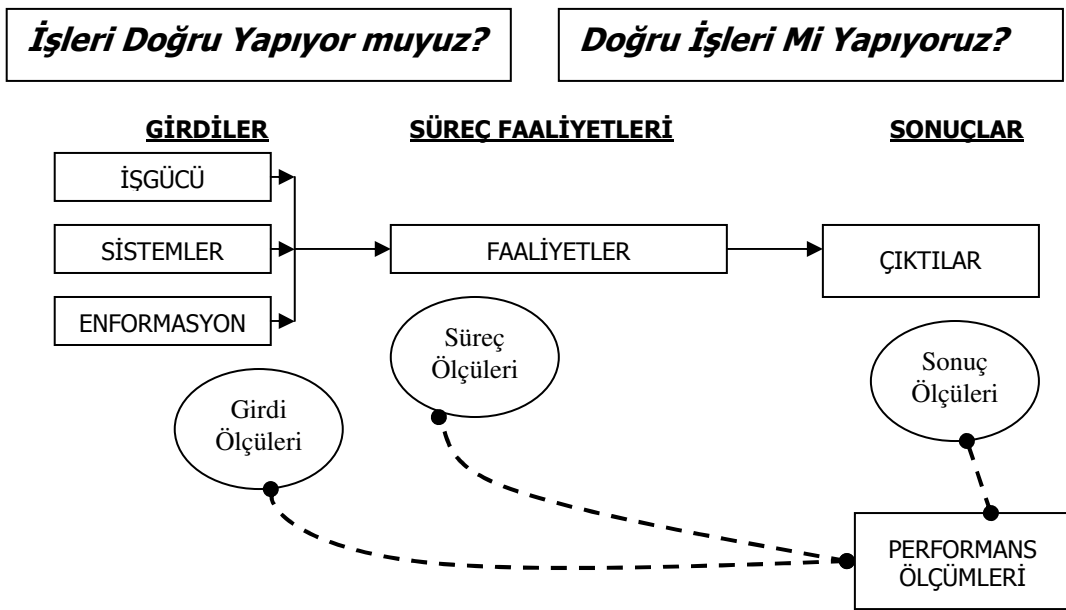 İşleri Doğru Yapıyor muyuz?
Doğru İşleri Mi Yapıyoruz?
GİRDİLER
SÜREÇ FAALİYETLERİ
SONUÇLAR
İŞGÜCÜ
SİSTEMLER
FAALİYETLER
ÇIKTILAR
ENFORMASYON
Süreç
Ölçüleri
Sonuç
Ölçüleri
Girdi
Ölçüleri
PERFORMANS
ÖLÇÜMLERİ